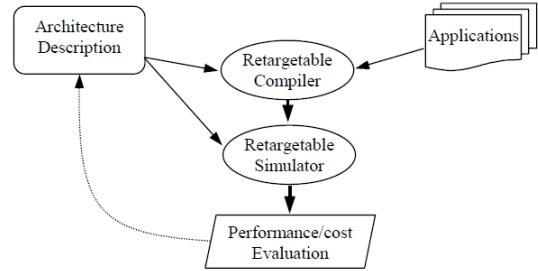 Architecture
Description
Applications
Retargetable
Compiler
Retargetable
Simulator
Performance/cost
Evaluation